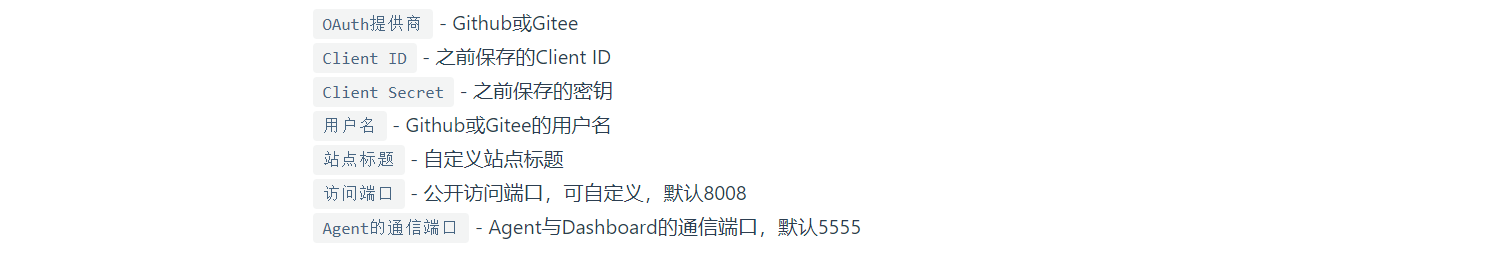 OAuth提供商 - Github或Gitee
Client ID - 之前保存的Client ID
Client Secret - 之前保存的密钥
用户名 - Github或Gitee的用户名
站点标题 - 自定义站点标题
访问端口 - 公开访问端口，可自定义，默认8008
Agent的通信端口 - Agent与Dashboard的通信端口，默认5555